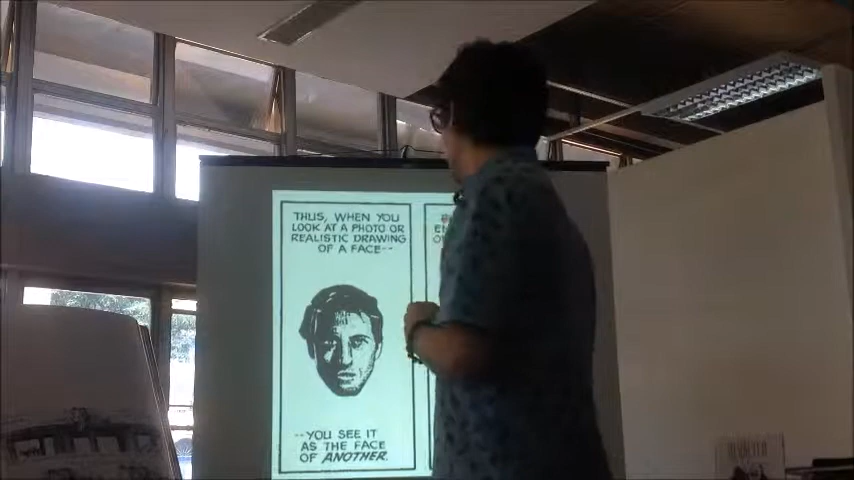 THUS, WHEN YOU
LOOK AT A PHOTO OR
REALISTIC DRAWING
OF A FACE--
--YOU SEE IT
AS THE FACE
OF ANOTHER.